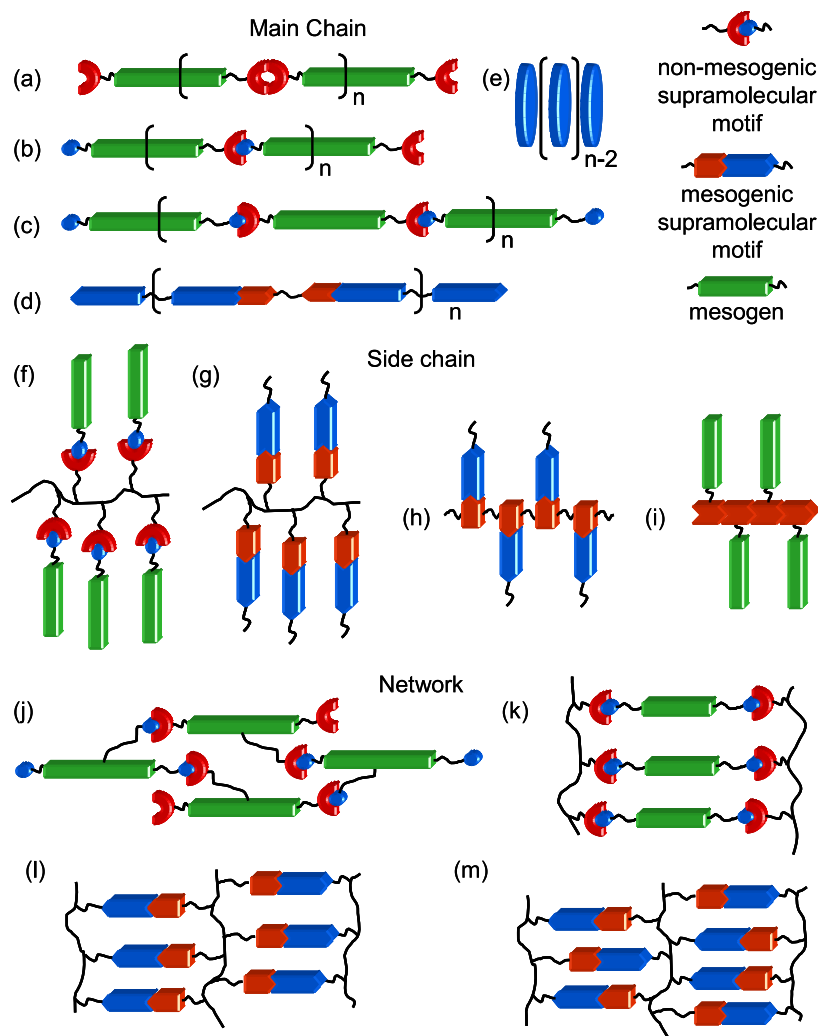 Main Chain
(a)
n
(b)
n
(c)
n
(d)
n
(e)
n-2
non-mesogenic
supramolecular
motif
mesogenic
supramolecular
motif
mesogen
Side chain
(f)
(g)
(h)
(i)
Network
(j)
(k)
(l)
(m)